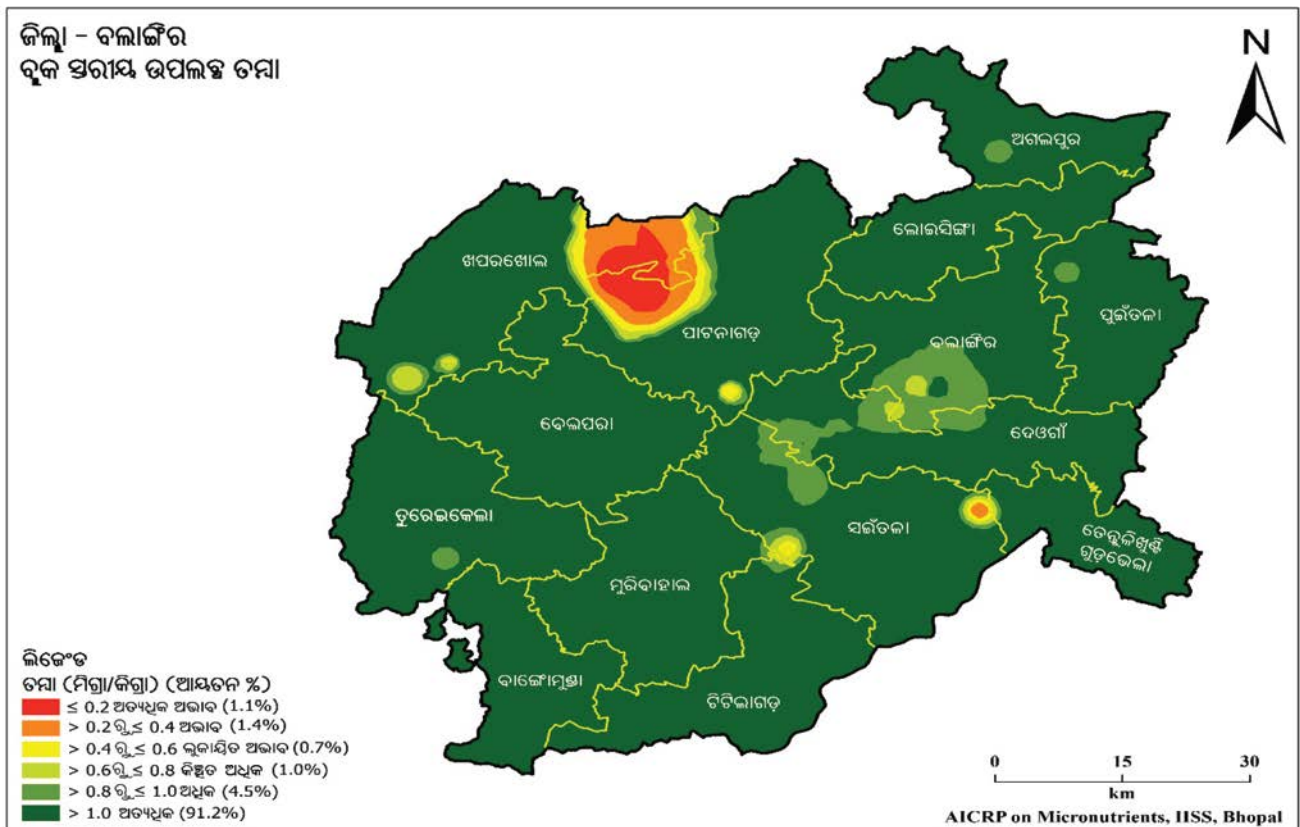 ଜିଲ୍ଲା - ବଲାଙ୍ଗିର
ବ୍ଲକ ସ୍ତରୀୟ ଉପଲବ୍ଧ ତମ୍ବା
N
ଅଗଲପୁର
ଲୋଇସିଙ୍ଗା
ଖପରଖୋଲ
ପୁଇଁତଳା
ପାଟନାଗଡ଼
ବଲାଙ୍ଗିର
ବେଲପରା
ଦେଓଗାଁ
ତୁରେଇକେଲା
ସଇଁତଳା
ତେନ୍ତୁଳିଖୁଣ୍ଟି
ଗୁଡ଼ଭେଲା
ମୁରିବାହାଲ
ବାଙ୍ଗୋମୁଣ୍ଡା
ଟିଟିଲାଗଡ଼
ଲିଜେଂଡ
ତମ୍ବା (ମିଗ୍ରା/କିଗ୍ରା) (ଆୟତନ %)
≤ 0.2 ଅତ୍ୟଧିକ ଅଭାବ (1.1%)
> 0.2 ରୁ ≤ 0.4 ଅଭାବ (1.4%)
> 0.4 ରୁ ≤ 0.6 ଲୁକାୟିତ ଅଭାବ (0.7%)
> 0.6 ରୁ ≤ 0.8 କିଞ୍ଚିତ ଅଧିକ (1.0%)
> 0.8 ରୁ ≤ 1.0 ଅଧିକ (4.5%)
> 1.0 ଅତ୍ୟଧିକ (91.2%)
0 15 30
km
AICRP on Micronutrients, IISS, Bhopal